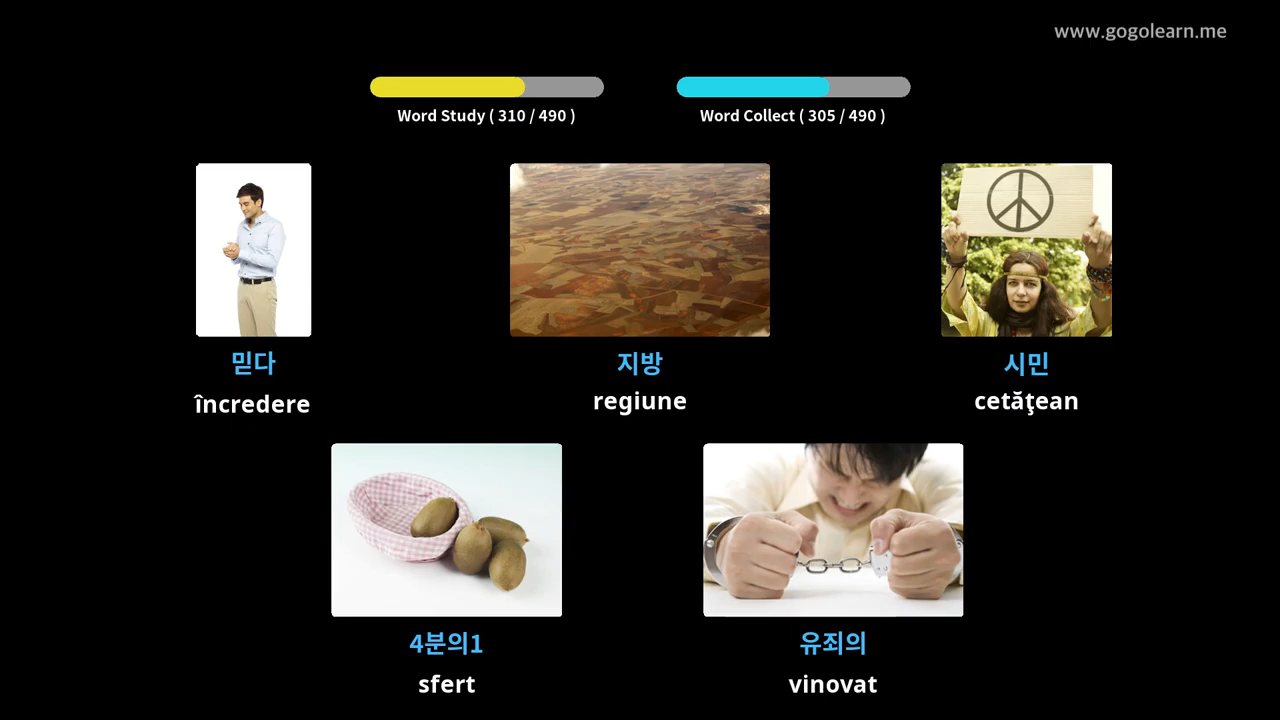 www.gogolearn.me
Word Study ( 310 / 490 )
Word Collect ( 305 / 490 )
믿다
지방
시민
încredere
regiune
cetăţean
4분의1
유죄의
sfert
vinovat